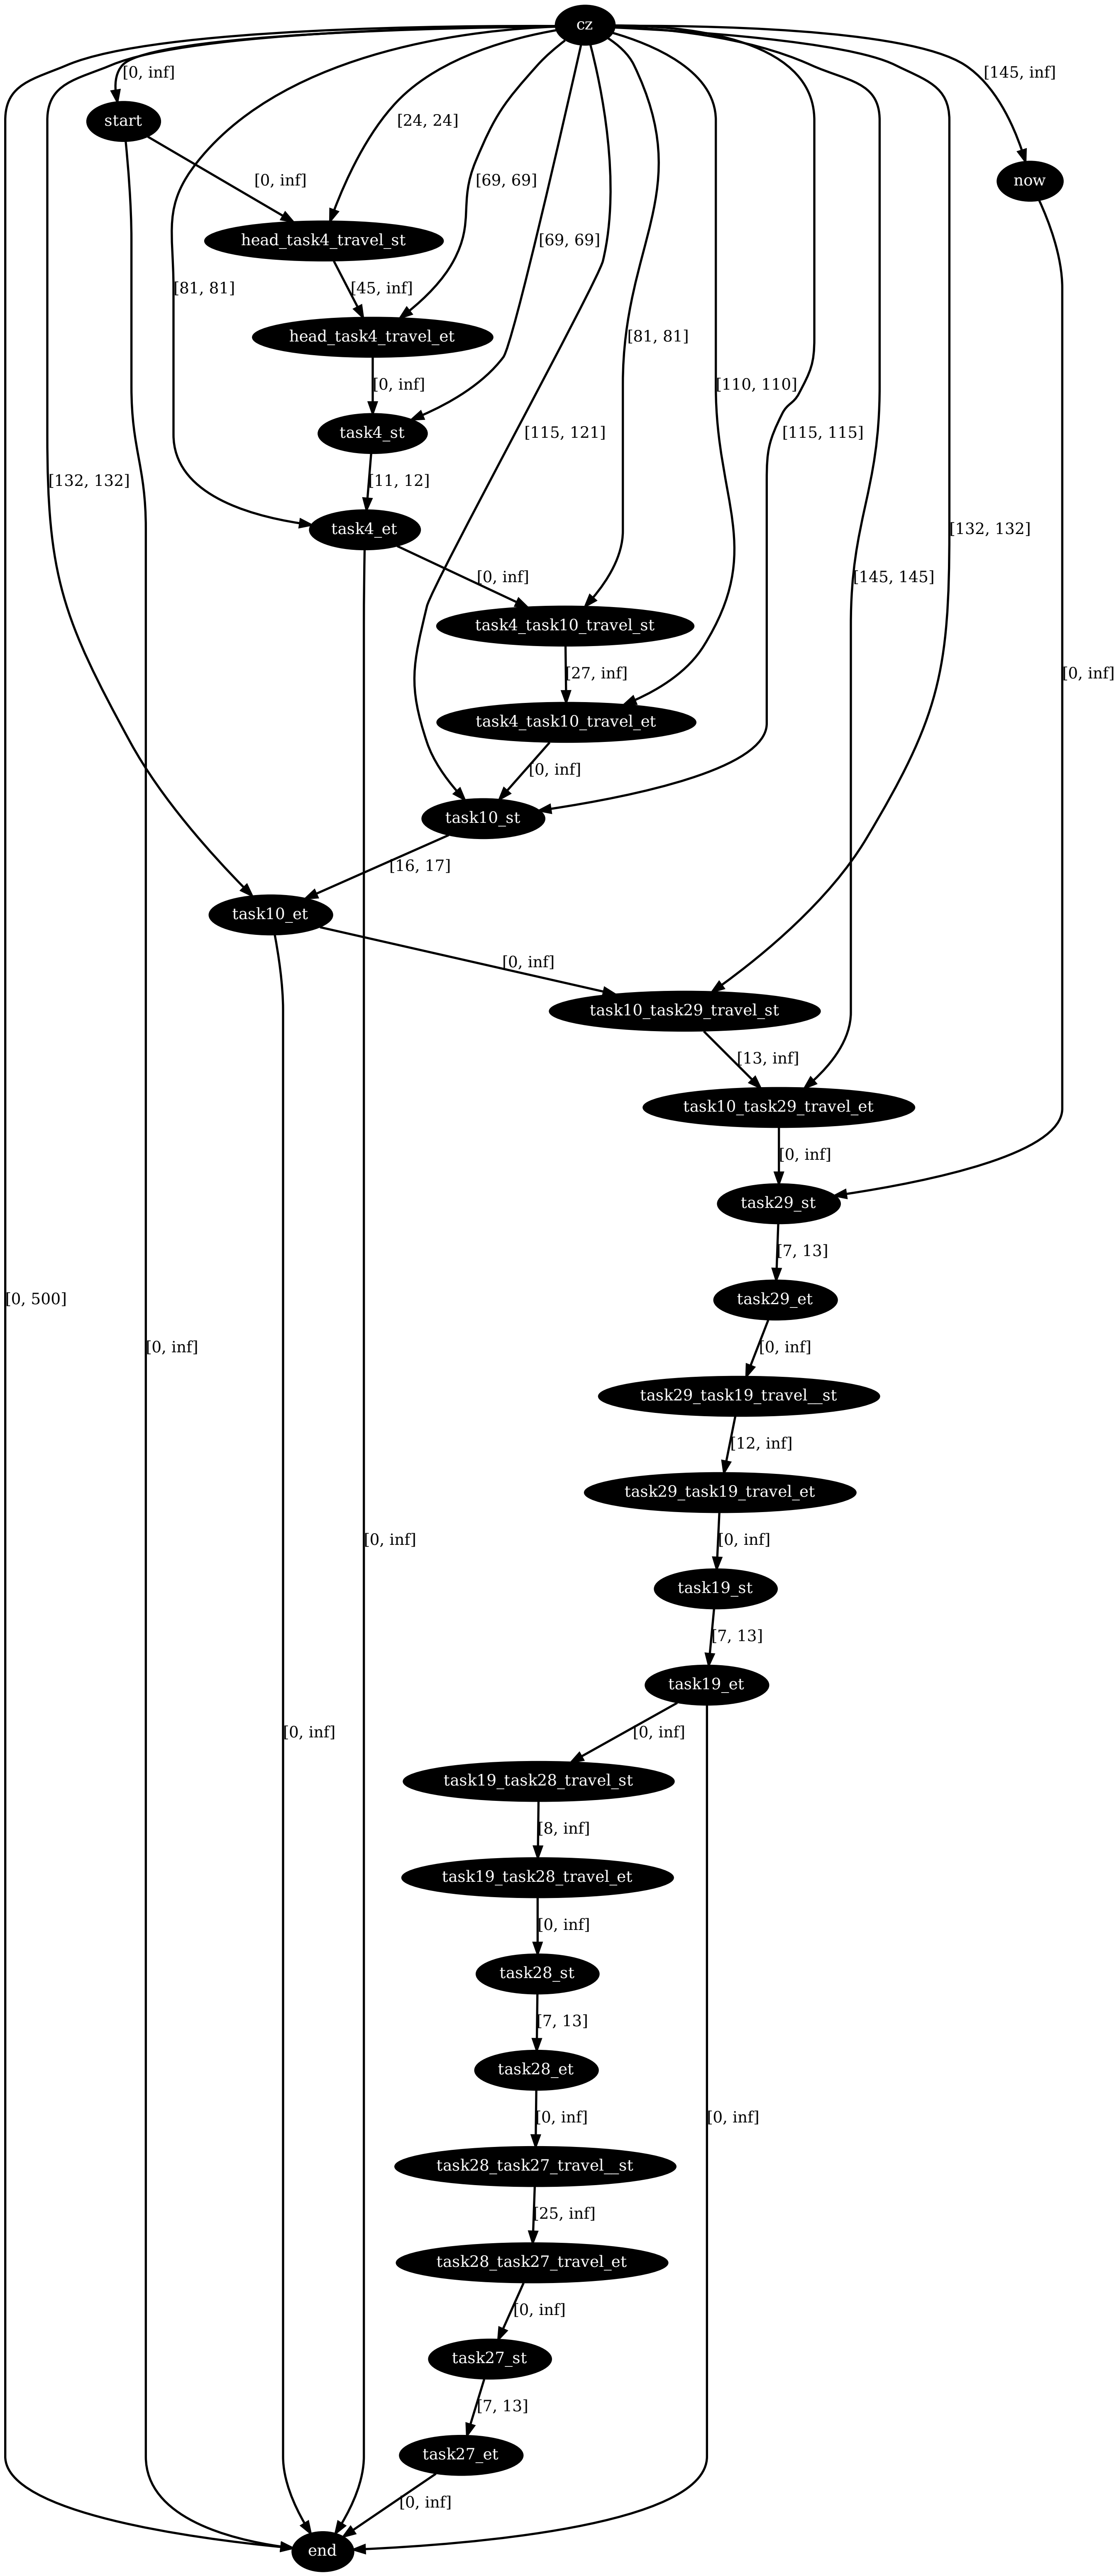 cz
[0, inf]
[145, inf]
[24, 24]
start
[69, 69]
[0, inf]
now
[69, 69]
head_task4_travel_st
[81, 81]
[45, inf]
[81, 81]
head_task4_travel_et
[0, inf]
[110, 110]
task4_st
[115, 121]
[115, 115]
[132, 132]
[11, 12]
task4_et
[132, 132]
[0, inf]
[145, 145]
task4_task10_travel_st
[27, inf]
[0, inf]
task4_task10_travel_et
[0, inf]
task10_st
[16, 17]
task10_et
[0, inf]
task10_task29_travel_st
[13, inf]
task10_task29_travel_et
[0, inf]
task29_st
[7, 13]
[0, 500]
task29_et
[0, inf]
[0, inf]
task29_task19_travel__st
[12, inf]
task29_task19_travel_et
[0, inf]
[0, inf]
task19_st
[7, 13]
task19_et
[0, inf]
[0, inf]
task19_task28_travel_st
[8, inf]
task19_task28_travel_et
[0, inf]
task28_st
[7, 13]
task28_et
[0, inf]
[0, inf]
task28_task27_travel__st
[25, inf]
task28_task27_travel_et
[0, inf]
task27_st
[7, 13]
task27_et
[0, inf]
end